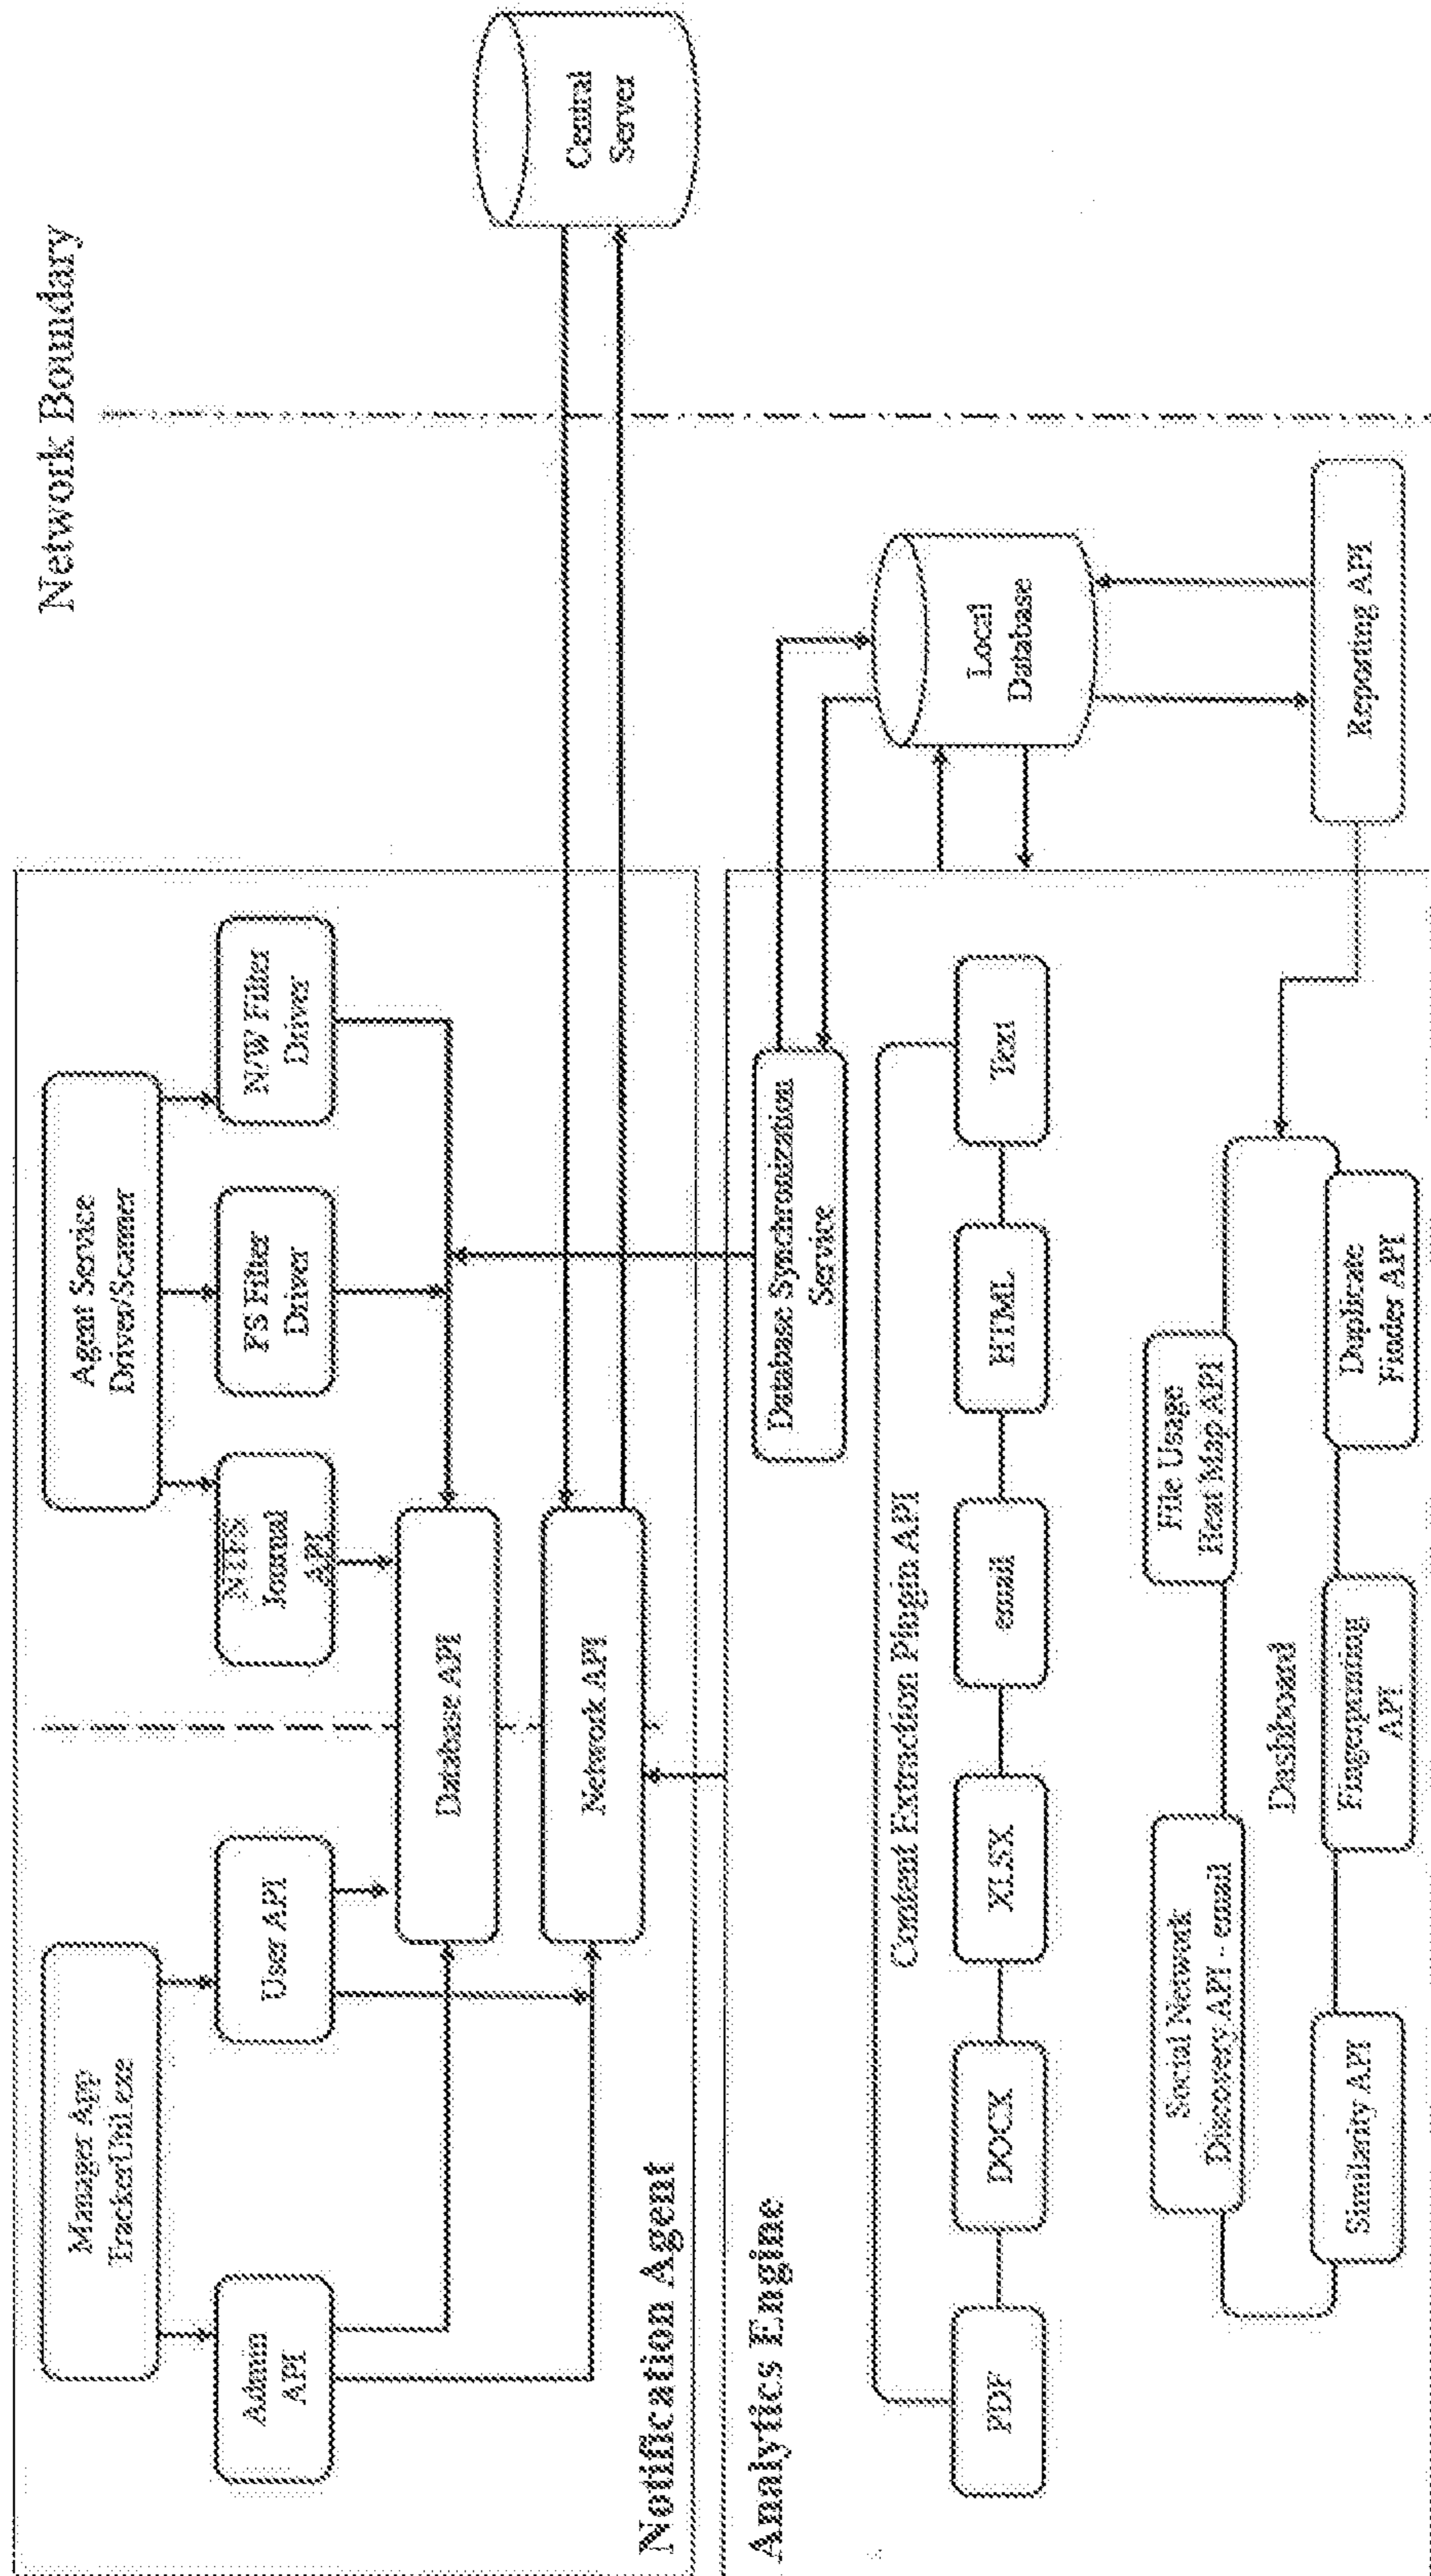 Network Boundary
Manager App
TrackerUtil.exe
Agent Service
Driver/Scanner
Admin
API
User API
NTFS
Journal
API
FS Filter
Driver
N/W Filter
Driver
Database API
Network API
Central
Server
Notification Agent
Analytics Engine
Database Synchronization
Service
Local
Database
Content Extraction Plugin API
PDF
DOCX
XLSX
email
HTML
Text
Social Network
Discovery API - email
File Usage
Heat Map API
Dashboard
Similarity API
Fingerprinting
API
Duplicate
Finder API
Reporting API